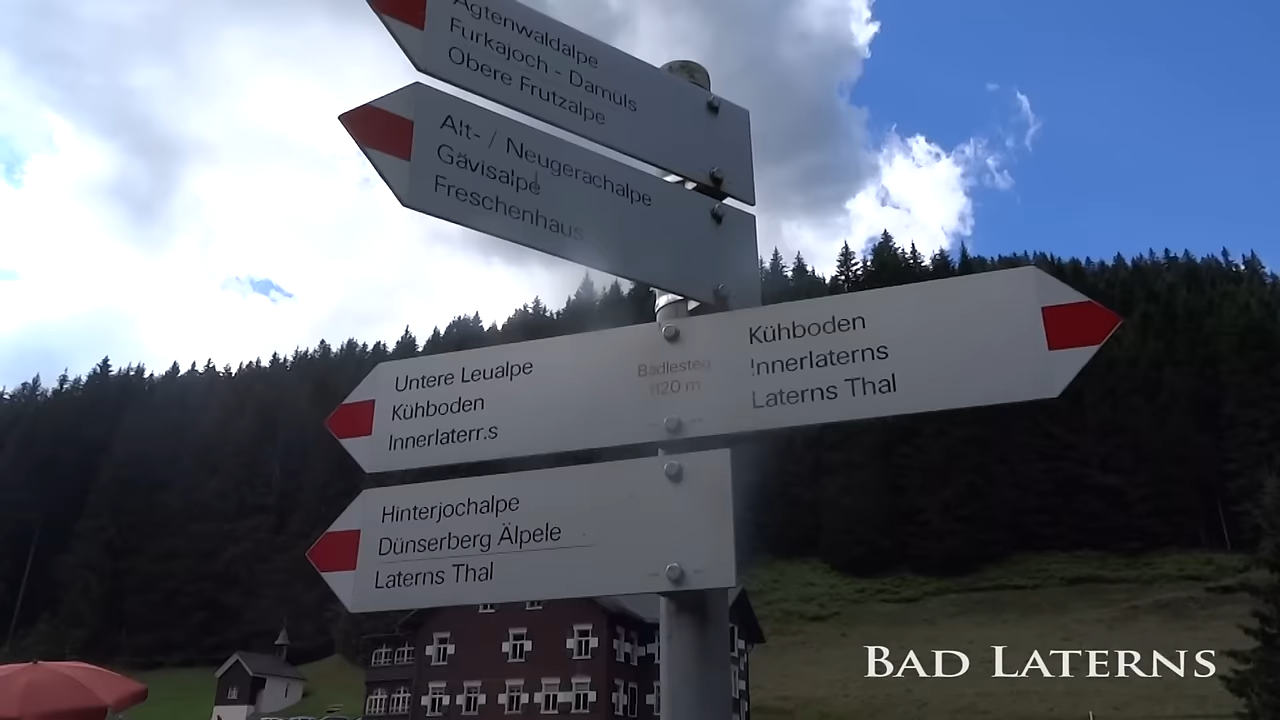 Agtenwaldalpe
Furkajoch - Damüls
Obere Frutzalpe
Alt- / Neugerachalpe
Gävisalpe
Freschenhaus
Untere Leualpe
Kühboden
Innerlaterr.s
Badlesteg
1120 m
Kühboden
Innerlaterns
Laterns Thal
Hinterjochalpe
Dünserberg Älpele
Laterns Thal
BAD LATERNS